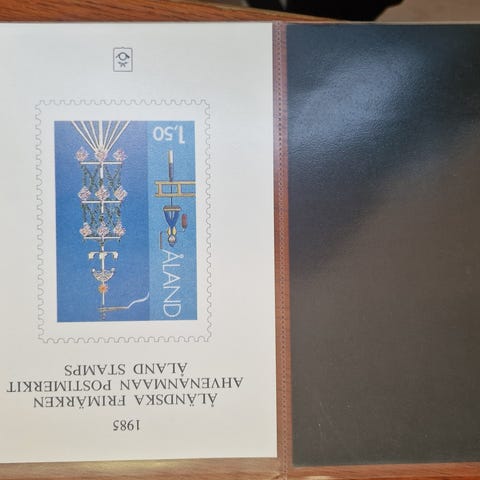 1985
ÅLÄNDSKA FRIMÄRKEN
AHVENANMAAN POSTIMERKIT
ÅLAND STAMPS
ÅLAND
1,50